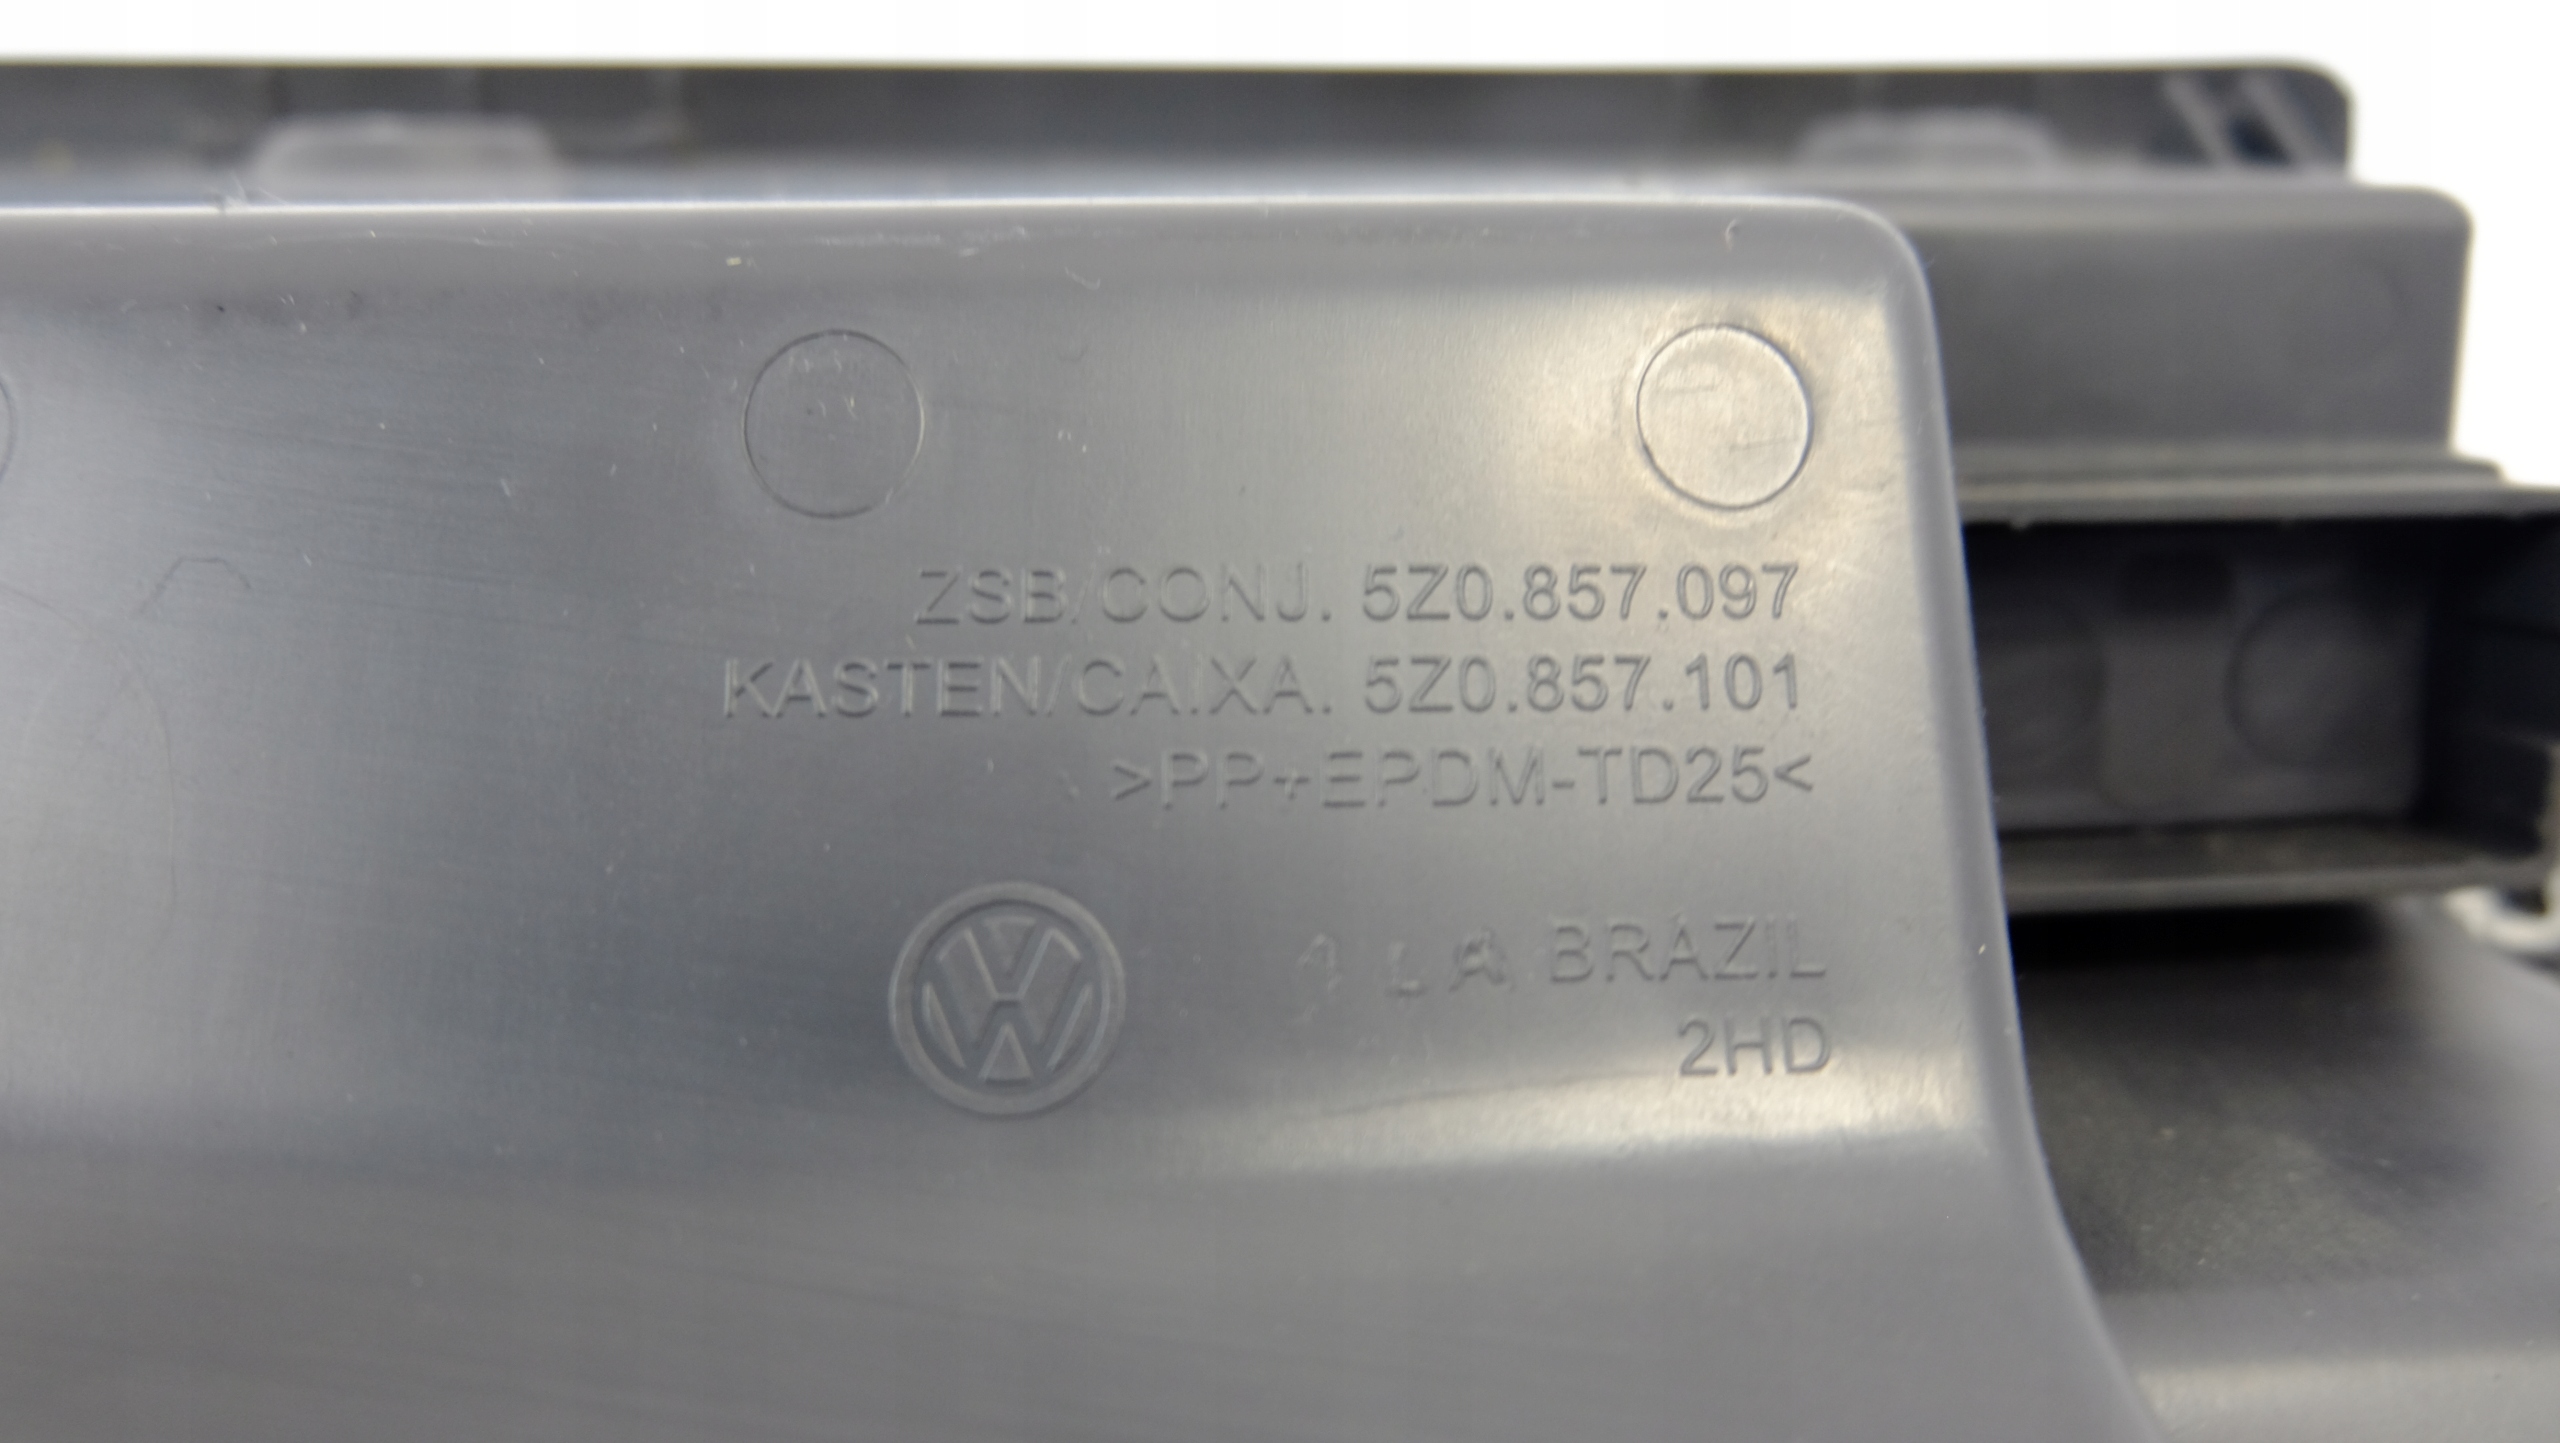 ZSB/CONJ. 5Z0.857.097
KASTEN/CAIXA. 5Z0.857.101
>PP+EPDM-TD25<
BRAZIL
2HD